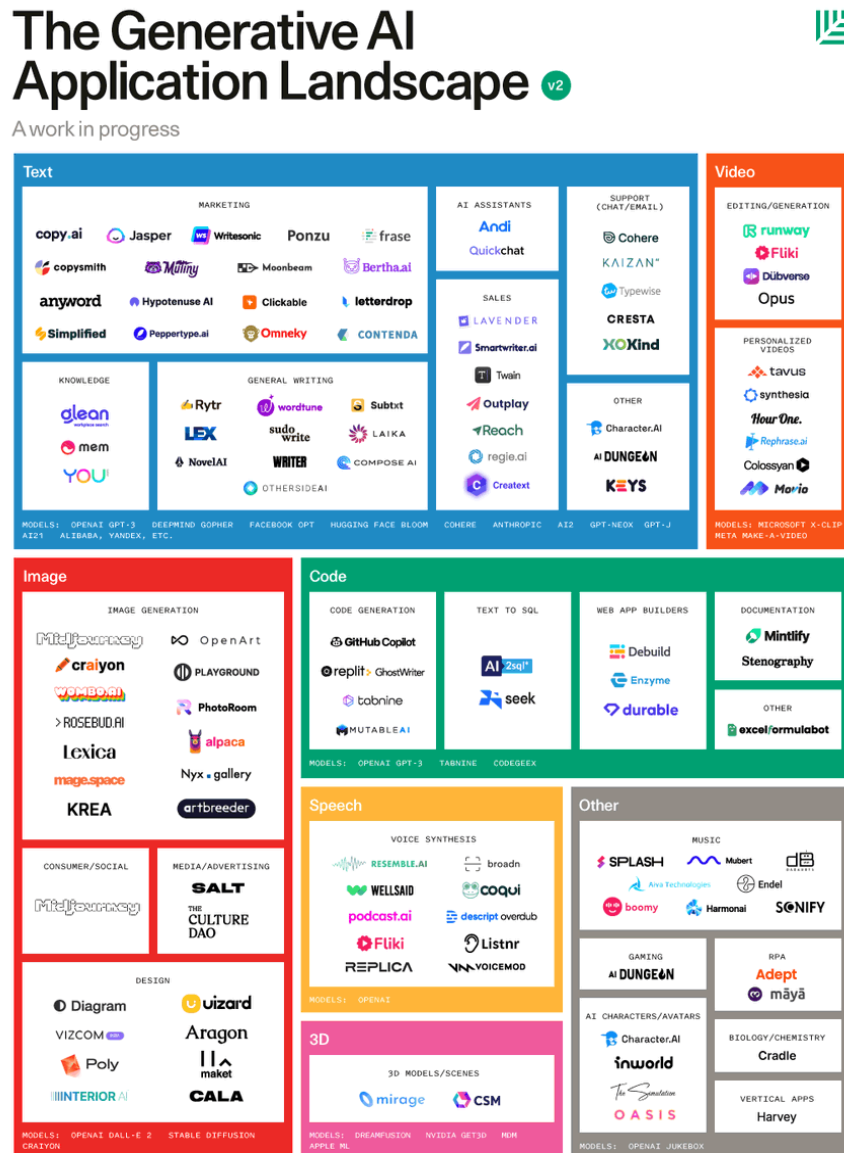 The Generative AI
Application Landscape v2
A work in progress
Text
MARKETING
copy.ai Jasper Writesonic Ponzu frase
copysmith Mutiny Moonbeam Bertha.ai
anyword Hypotenuse AI Clickable letterdrop
Simplified Peppertype.ai Omneky CONTENDA
KNOWLEDGE
glean
workplace search
mem
YOU
GENERAL WRITING
Rytr wordtune Subtxt
LEX sudowrite LAIKA
NovelAI WRITER COMPOSE AI
OTHERSIDEAI
AI ASSISTANTS
Andi
Quickchat
SALES
LAVENDER
Smartwriter.ai
Twain
Outplay
Reach
regie.ai
Creatext
SUPPORT
(CHAT/EMAIL)
Cohere
KAIZAN
Typewise
CRESTA
XOKind
OTHER
Character.AI
AI DUNGEON
KEYS
MODELS: OPENAI GPT-3 DEEPMIND GOPHER FACEBOOK OPT HUGGING FACE BLOOM COHERE ANTHROPIC AI2 GPT-NEOX GPT-J
AI21 ALIBABA, YANDEX, ETC.
Video
EDITING/GENERATION
runway
Fliki
Dübverse
Opus
PERSONALIZED
VIDEOS
tavus
synthesia
Hour One.
Rephrase.ai
Colossyan
Movio
MODELS: MICROSOFT X-CLIP
META MAKE-A-VIDEO
Image
IMAGE GENERATION
Midjourney OpenArt
craiyon PLAYGROUND
WOMBO.AI PhotoRoom
ROSEBUD.AI alpaca
Lexica Nyx.gallery
mage.space artbreeder
KREA
CONSUMER/SOCIAL
Midjourney
MEDIA/ADVERTISING
SALT
THE
CULTURE
DAO
DESIGN
Diagram uizard
VIZCOM Aragon
Poly maket
INTERIOR AI CALA
MODELS: OPENAI DALL-E 2 STABLE DIFFUSION
CRAIYON
Code
CODE GENERATION
GitHub Copilot
replit GhostWriter
tabnine
MUTABLEAI
TEXT TO SQL
AI 2sql
seek
WEB APP BUILDERS
Debuild
Enzyme
durable
DOCUMENTATION
Mintlify
Stenography
OTHER
excelformulabot
MODELS: OPENAI GPT-3 TABNINE CODEGEEX
Speech
VOICE SYNTHESIS
RESEMBLE.AI broadn
WELLSAID coqui
podcast.ai descript overdub
Fliki Listnr
REPLICA VOICEMOD
MODELS: OPENAI
3D
3D MODELS/SCENES
mirage CSM
MODELS: DREAMFUSION NVIDIA GET3D MDM
APPLE ML
Other
MUSIC
SPLASH Mubert dB
Aiva Technologies Endel
boomy Harmonai SONIFY
GAMING
AI DUNGEON
RPA
Adept
māyā
AI CHARACTERS/AVATARS
Character.AI
inworld
The Simulation
OASIS
BIOLOGY/CHEMISTRY
Cradle
VERTICAL APPS
Harvey
MODELS: OPENAI JUKEBOX